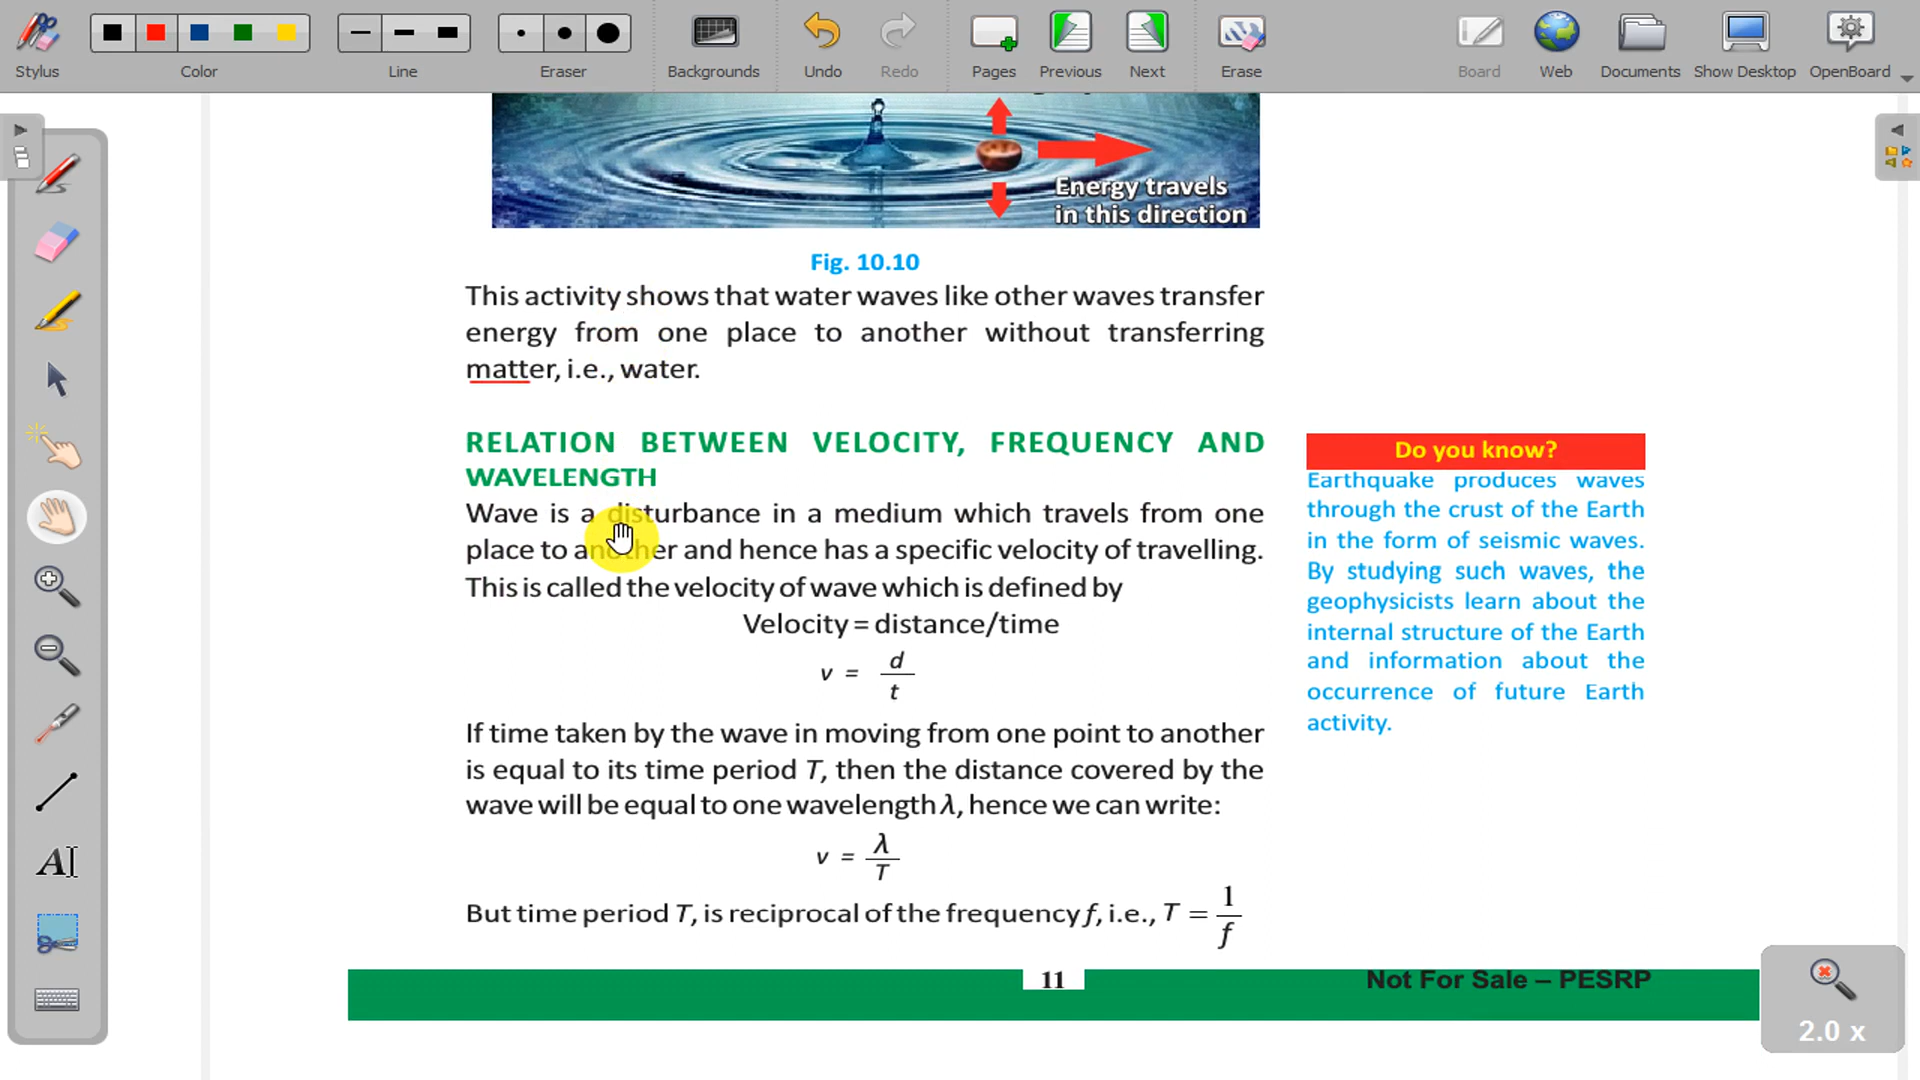 Stylus
Color
Line
Eraser
Backgrounds
Undo
Redo
Pages
Previous
Next
Erase
Board
Web
Documents
Show Desktop
OpenBoard
Energy travels
in this direction
Fig. 10.10
This activity shows that water waves like other waves transfer
energy from one place to another without transferring
matter, i.e., water.
RELATION BETWEEN VELOCITY, FREQUENCY AND
WAVELENGTH
Wave is a disturbance in a medium which travels from one
place to another and hence has a specific velocity of travelling.
This is called the velocity of wave which is defined by
Velocity = distance/time
v = d/t
If time taken by the wave in moving from one point to another
is equal to its time period T, then the distance covered by the
wave will be equal to one wavelength λ, hence we can write:
v = λ/T
But time period T, is reciprocal of the frequency f, i.e., T = 1/f
Do you know?
Earthquake produces waves
through the crust of the Earth
in the form of seismic waves.
By studying such waves, the
geophysicists learn about the
internal structure of the Earth
and information about the
occurrence of future Earth
activity.
11
Not For Sale – PESRP
AI
2.0 x